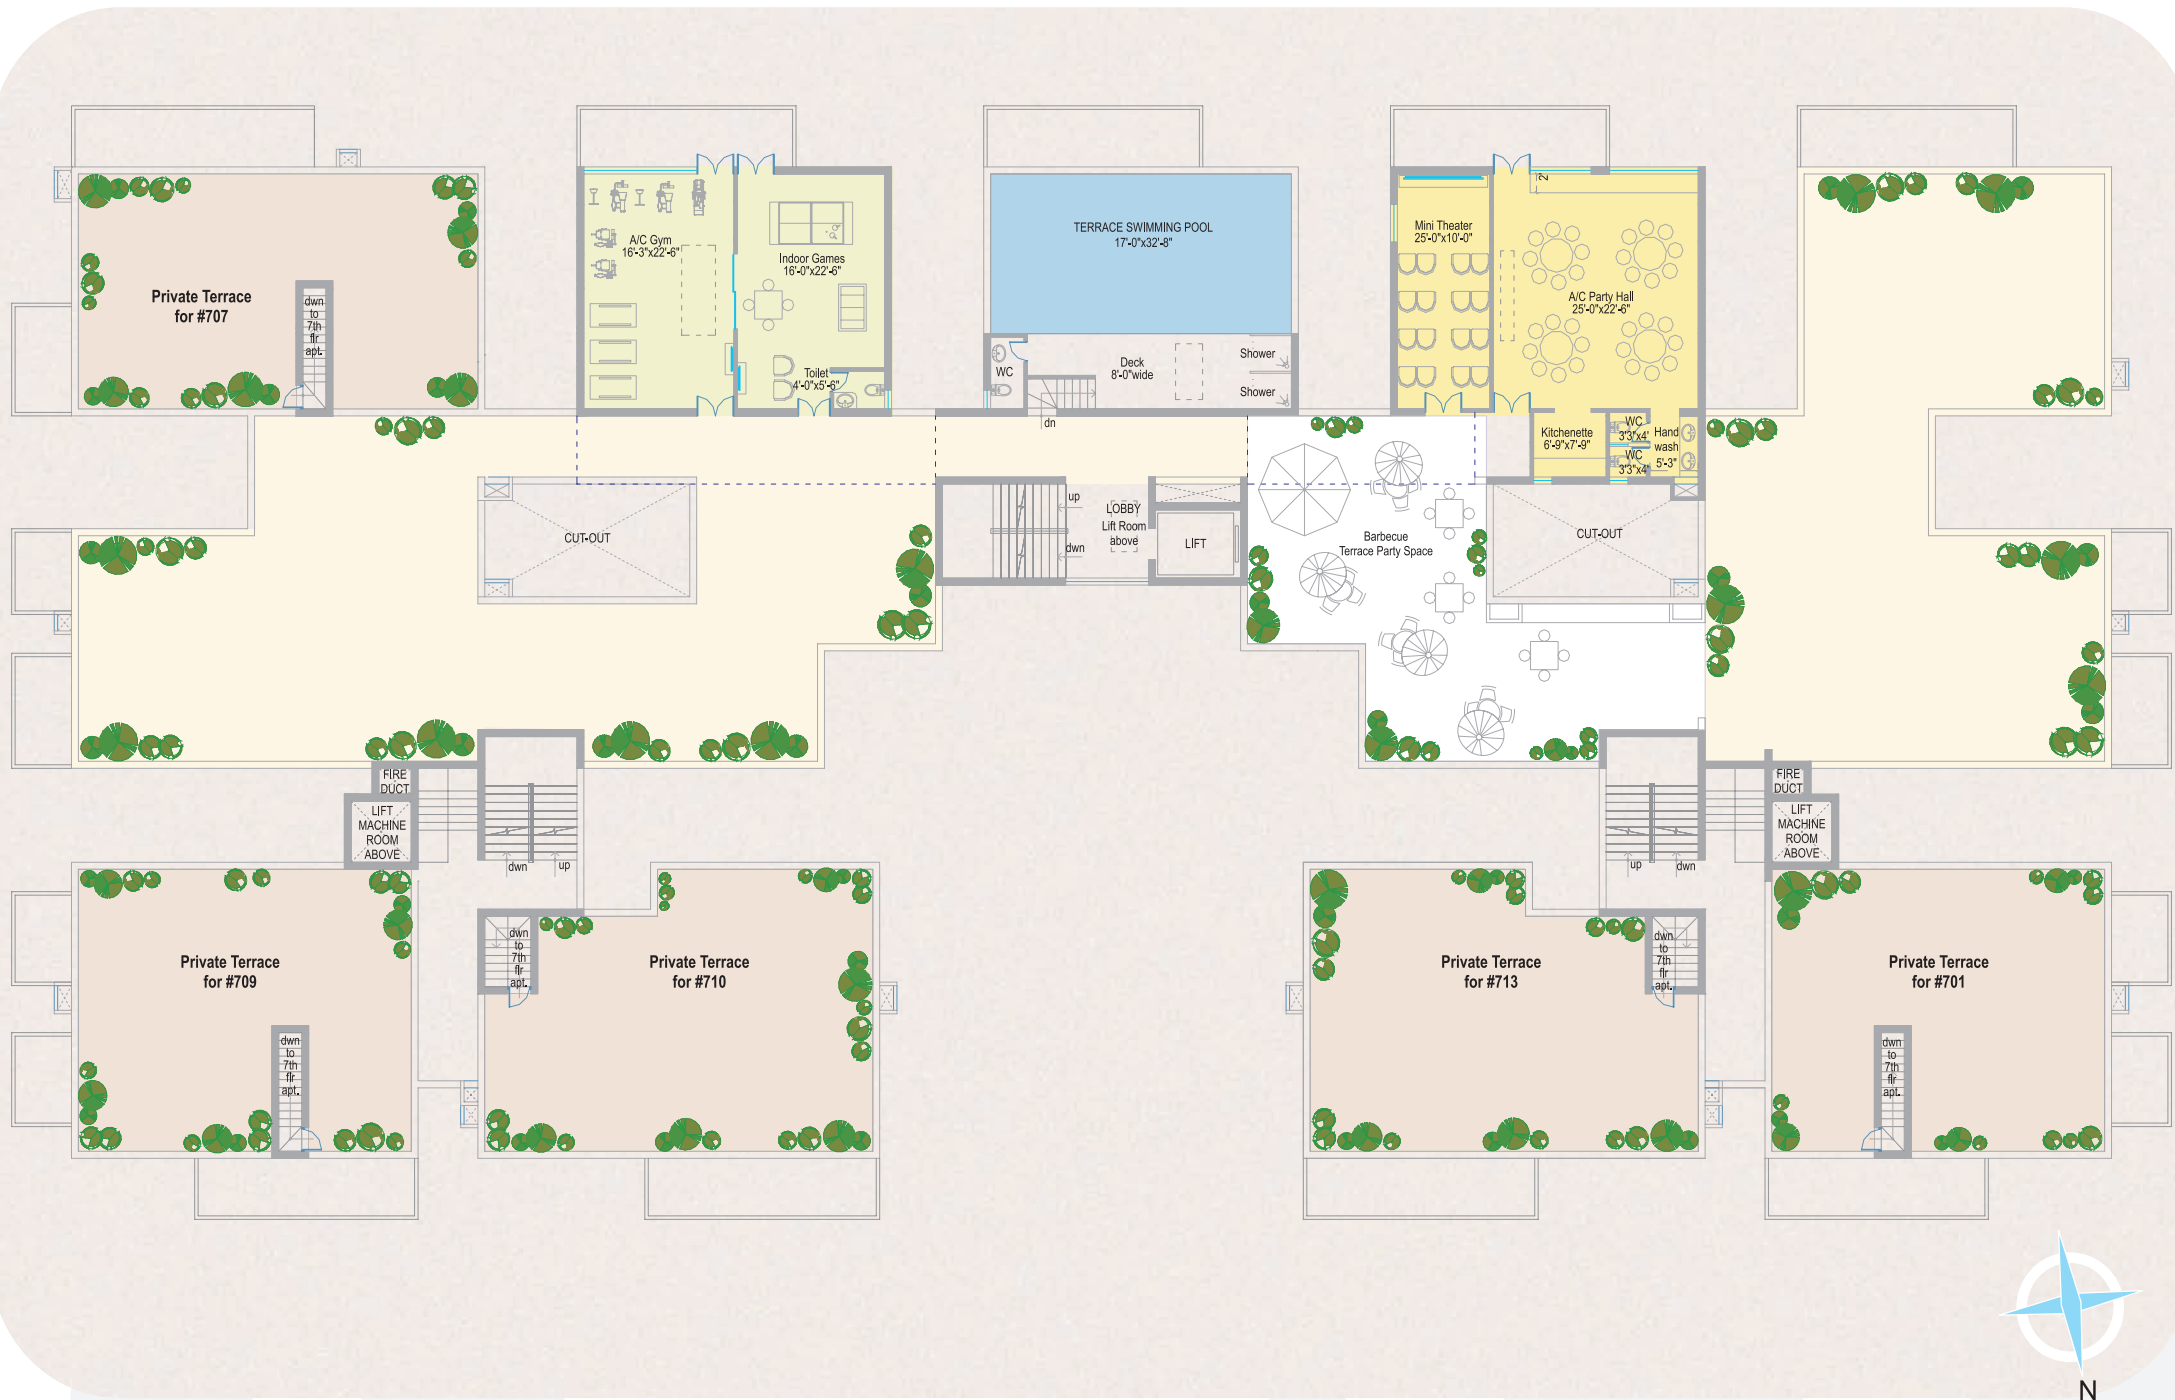 Private Terrace
for #707
dwn
to
7th
flr
apt.
A/C Gym
16'-3"x22'-6"
Indoor Games
16'-0"x22'-6"
Toilet
4'-0"x5'-6"
TERRACE SWIMMING POOL
17'-0"x32'-8"
WC
Deck
8'-0"wide
Shower
Shower
dn
Mini Theater
25'-0"x10'-0"
2'
A/C Party Hall
25'-0"x22'-6"
Kitchenette
6'-9"x7'-9"
WC
3'3"x4'
WC
3'3"x4'
Hand
wash
5'-3"
CUT-OUT
up
dwn
LOBBY
Lift Room
above
LIFT
Barbecue
Terrace Party Space
CUT-OUT
FIRE
DUCT
LIFT
MACHINE
ROOM
ABOVE
dwn
up
up
dwn
FIRE
DUCT
LIFT
MACHINE
ROOM
ABOVE
Private Terrace
for #709
dwn
to
7th
flr
apt.
dwn
to
7th
flr
apt.
Private Terrace
for #710
Private Terrace
for #713
dwn
to
7th
flr
apt.
Private Terrace
for #701
dwn
to
7th
flr
apt.
N